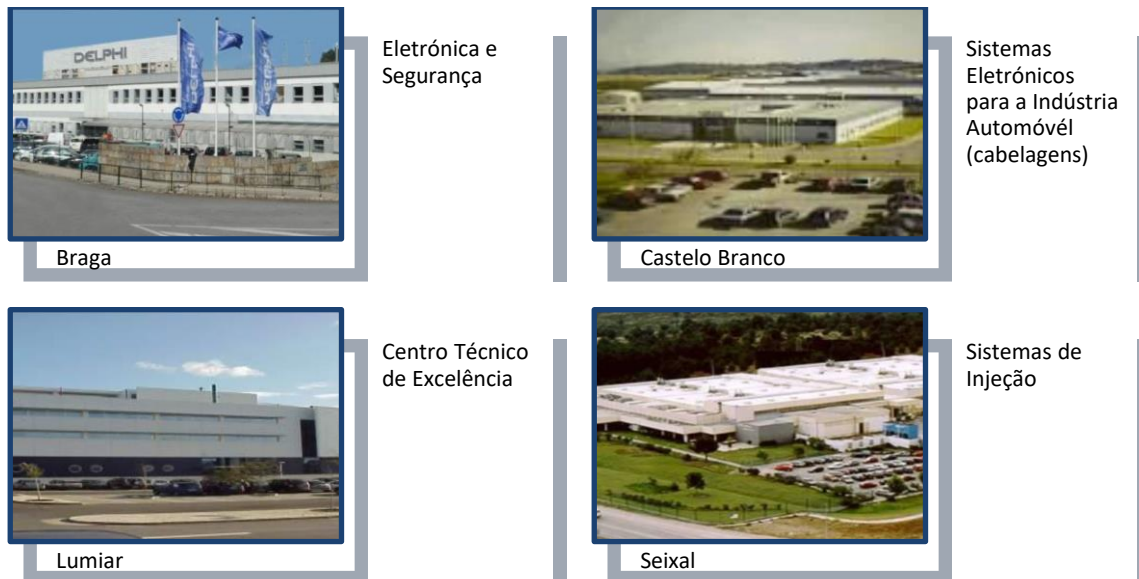 DELPHI
Eletrónica e
Segurança
Braga
Sistemas
Eletrónicos
para a Indústria
Automóvél
(cabelagens)
Castelo Branco
Centro Técnico
de Excelência
Lumiar
Sistemas de
Injeção
Seixal